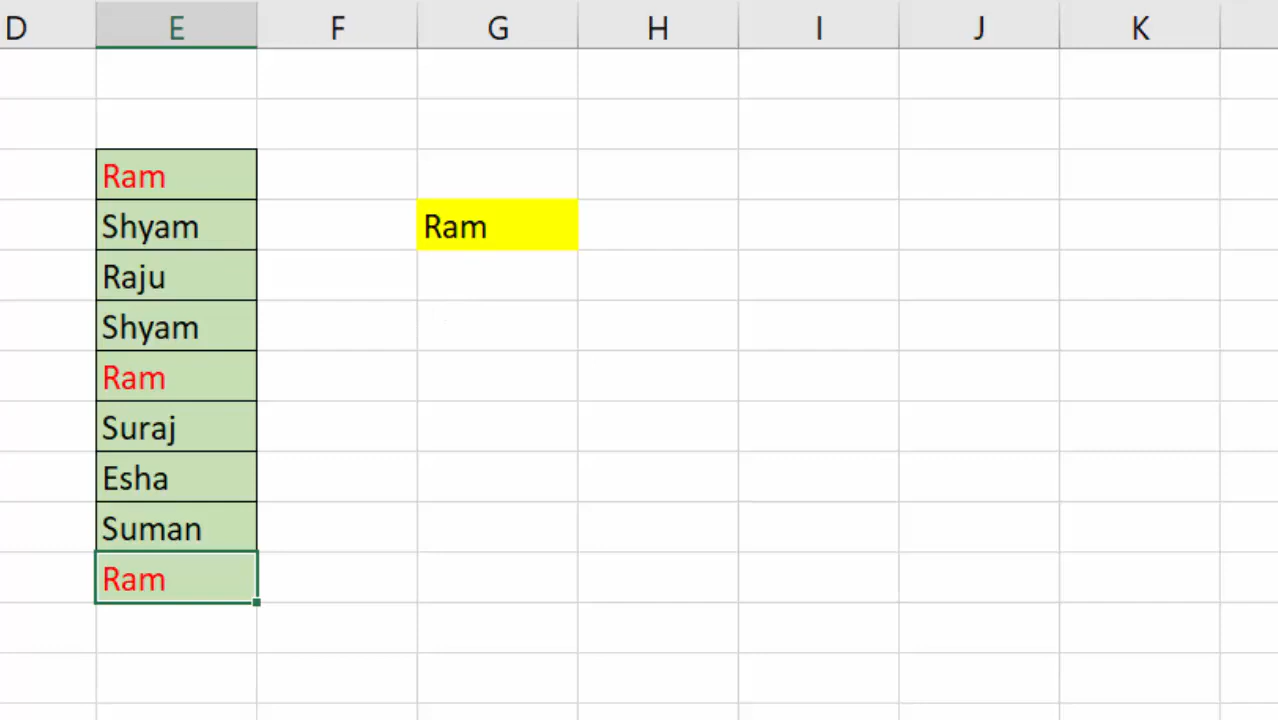 D E F G H I J K
Ram
Shyam Ram
Raju
Shyam
Ram
Suraj
Esha
Suman
Ram